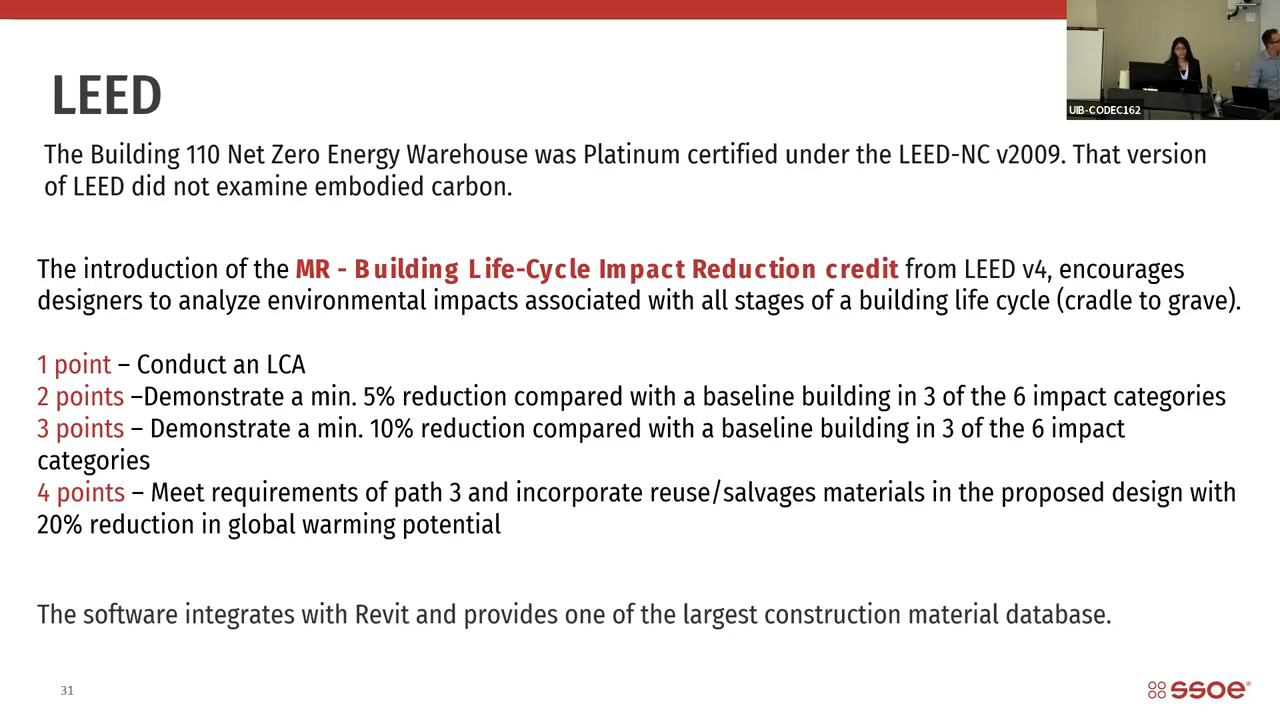 LEED
UIB-CODEC162
The Building 110 Net Zero Energy Warehouse was Platinum certified under the LEED-NC v2009. That version
of LEED did not examine embodied carbon.
The introduction of the MR - Building Life-Cycle Impact Reduction credit from LEED v4, encourages
designers to analyze environmental impacts associated with all stages of a building life cycle (cradle to grave).
1 point – Conduct an LCA
2 points –Demonstrate a min. 5% reduction compared with a baseline building in 3 of the 6 impact categories
3 points – Demonstrate a min. 10% reduction compared with a baseline building in 3 of the 6 impact
categories
4 points – Meet requirements of path 3 and incorporate reuse/salvages materials in the proposed design with
20% reduction in global warming potential
The software integrates with Revit and provides one of the largest construction material database.
31
ssoe®